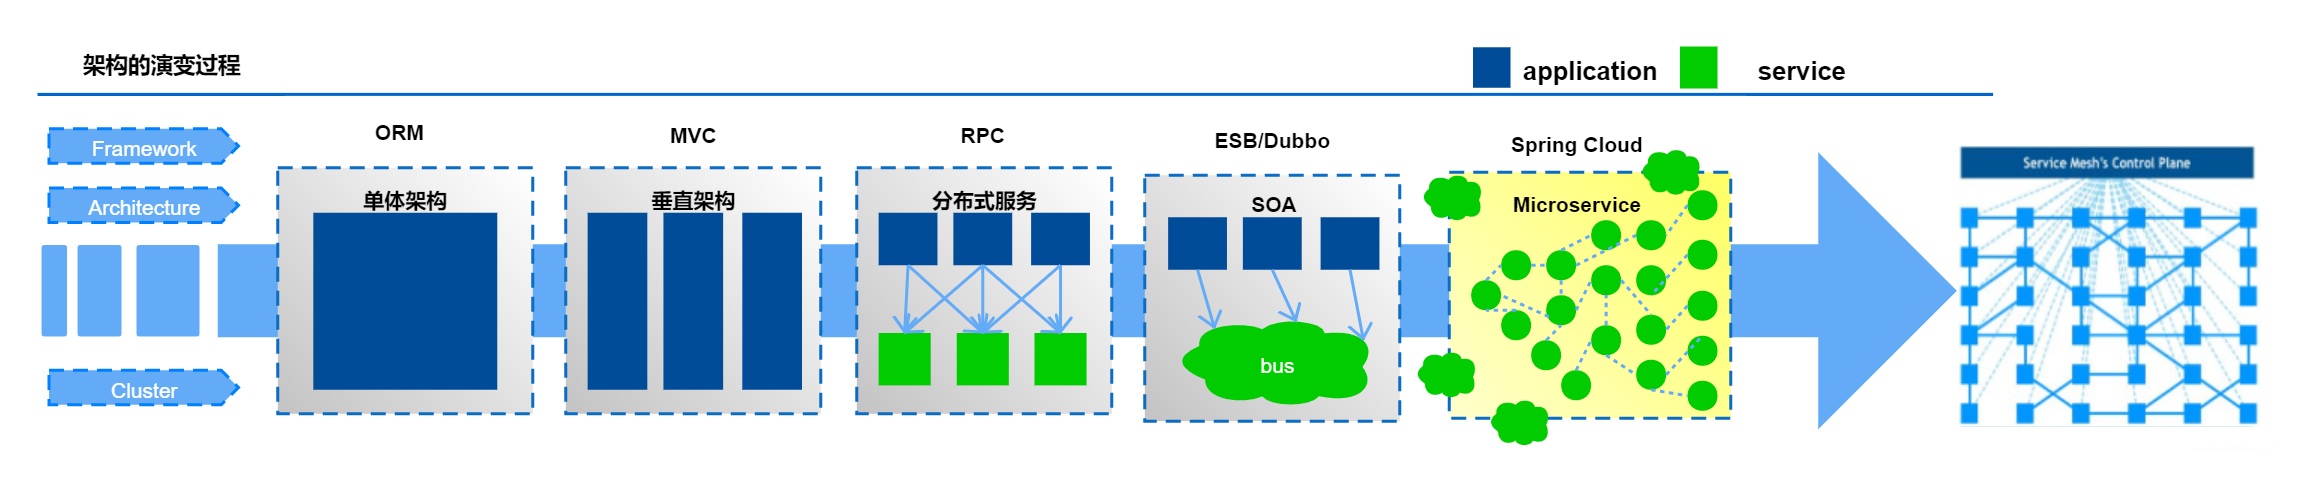 架构的演变过程
application
service
Framework
Architecture
Cluster
ORM
单体架构
MVC
垂直架构
RPC
分布式服务
ESB/Dubbo
SOA
bus
Spring Cloud
Microservice
Service Mesh's Control Plane